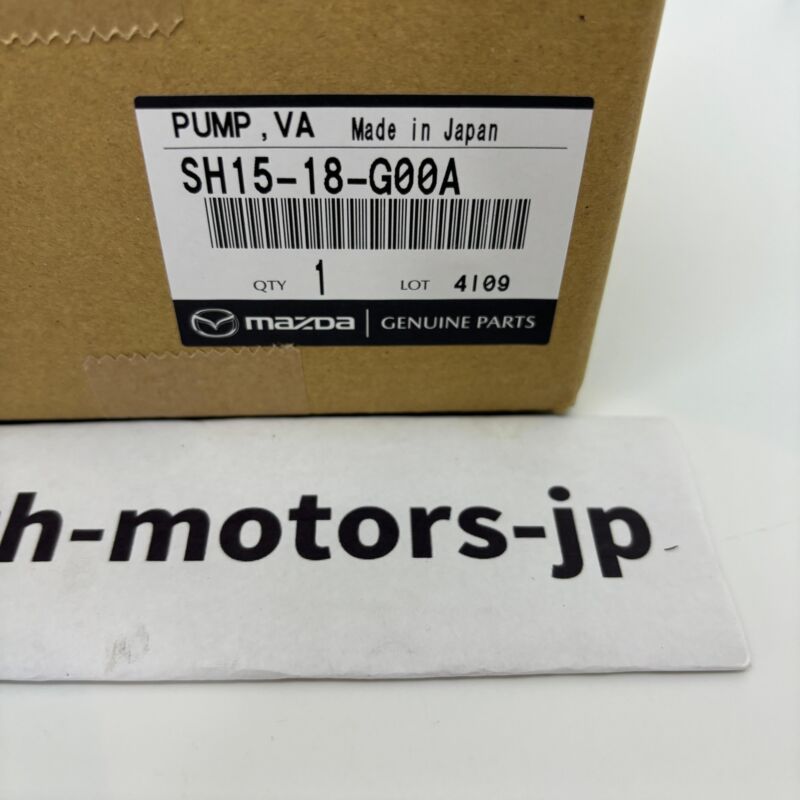 PUMP, VA Made in Japan
SH15-18-G00A
QTY 1 LOT 4109
mazda | GENUINE PARTS
h-motors-jp